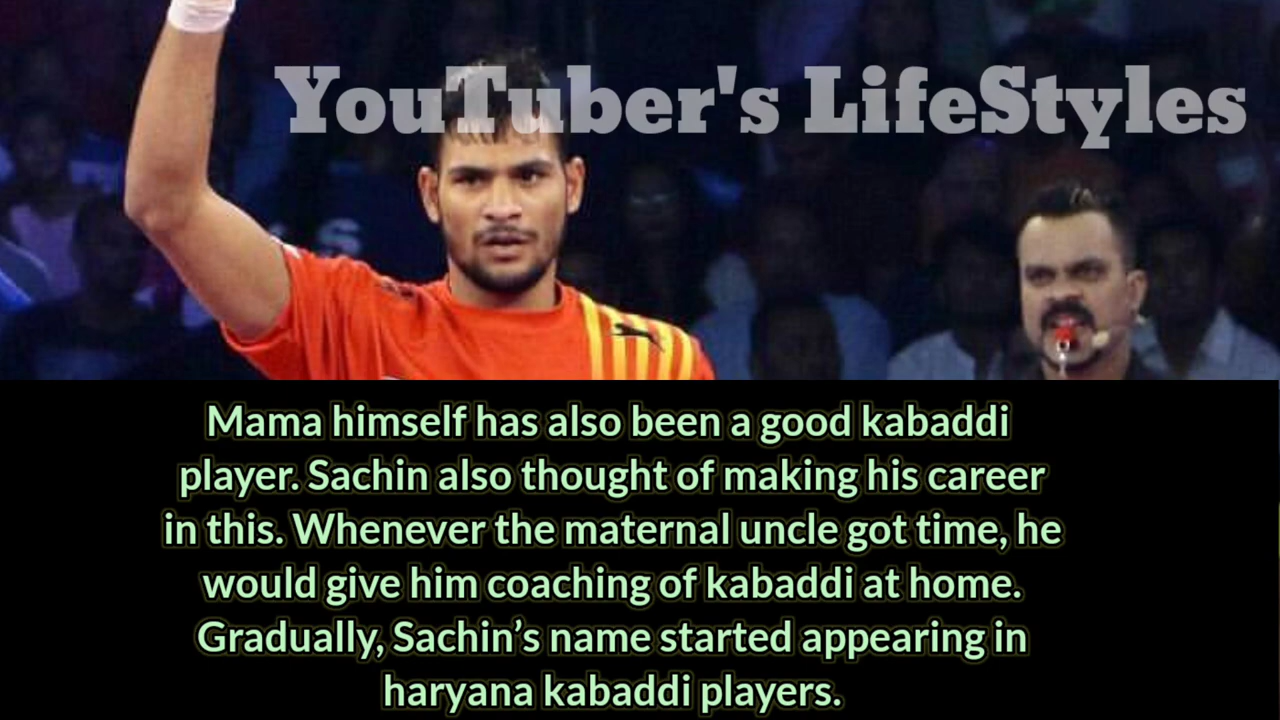 YouTuber's LifeStyles
Mama himself has also been a good kabaddi
player. Sachin also thought of making his career
in this. Whenever the maternal uncle got time, he
would give him coaching of kabaddi at home.
Gradually, Sachin’s name started appearing in
haryana kabaddi players.